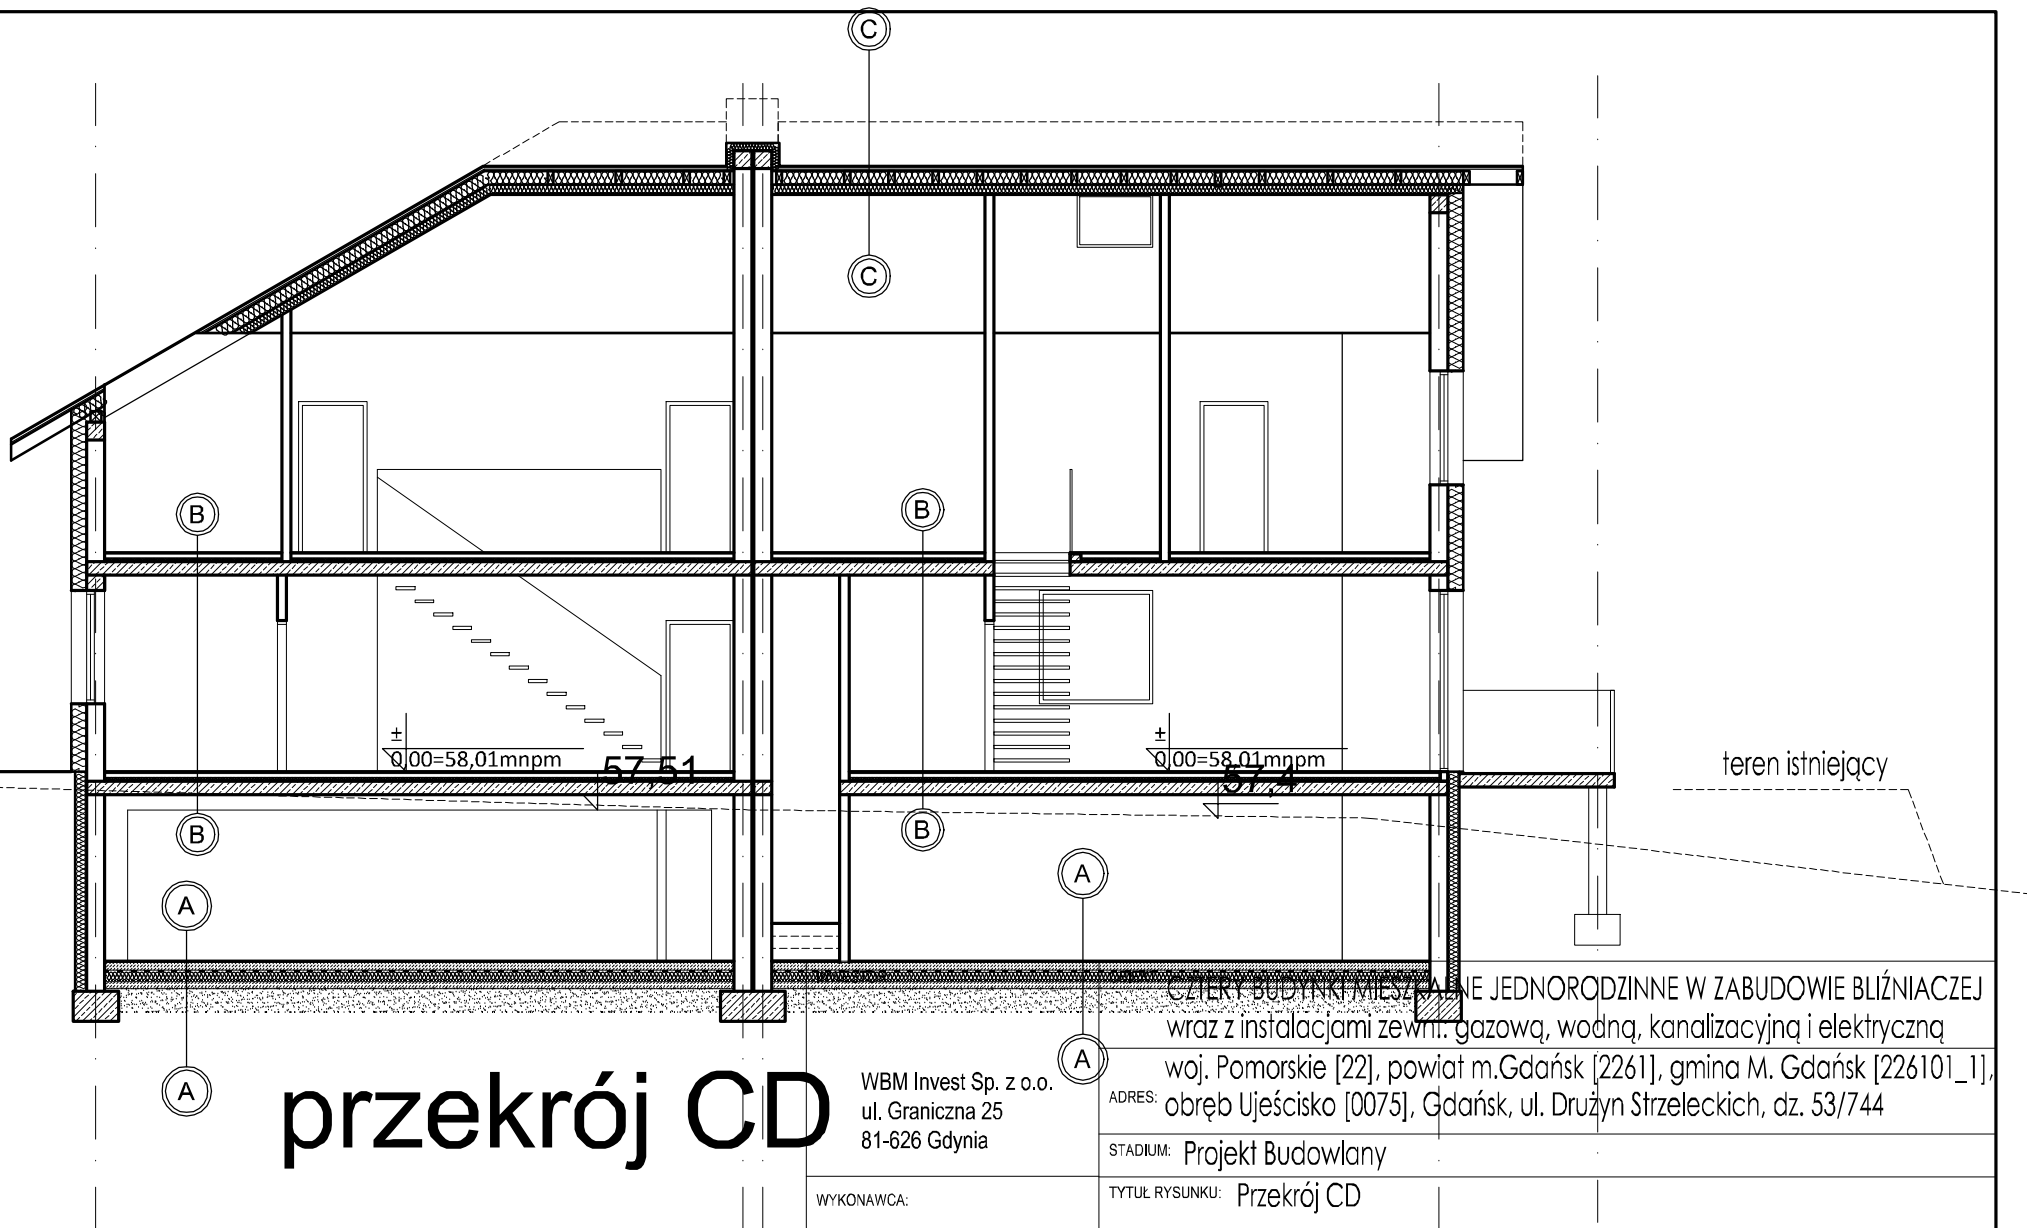 C
C
B
B
±
0,00=58,01mnpm
57,51
±
0,00=58,01mnpm
57,4
teren istniejący
B
B
A
A
A
A
przekrój CD
WBM Invest Sp. z o.o.
ul. Graniczna 25
81-626 Gdynia
WYKONAWCA:
CZTERY BUDYNKI MIESZKALNE JEDNORODZINNE W ZABUDOWIE BLIŹNIACZEJ
wraz z instalacjami zewn.: gazową, wodną, kanalizacyjną i elektryczną
ADRES:
woj. Pomorskie [22], powiat m.Gdańsk [2261], gmina M. Gdańsk [226101_1],
obręb Ujeścisko [0075], Gdańsk, ul. Drużyn Strzeleckich, dz. 53/744
STADIUM: Projekt Budowlany
TYTUŁ RYSUNKU: Przekrój CD